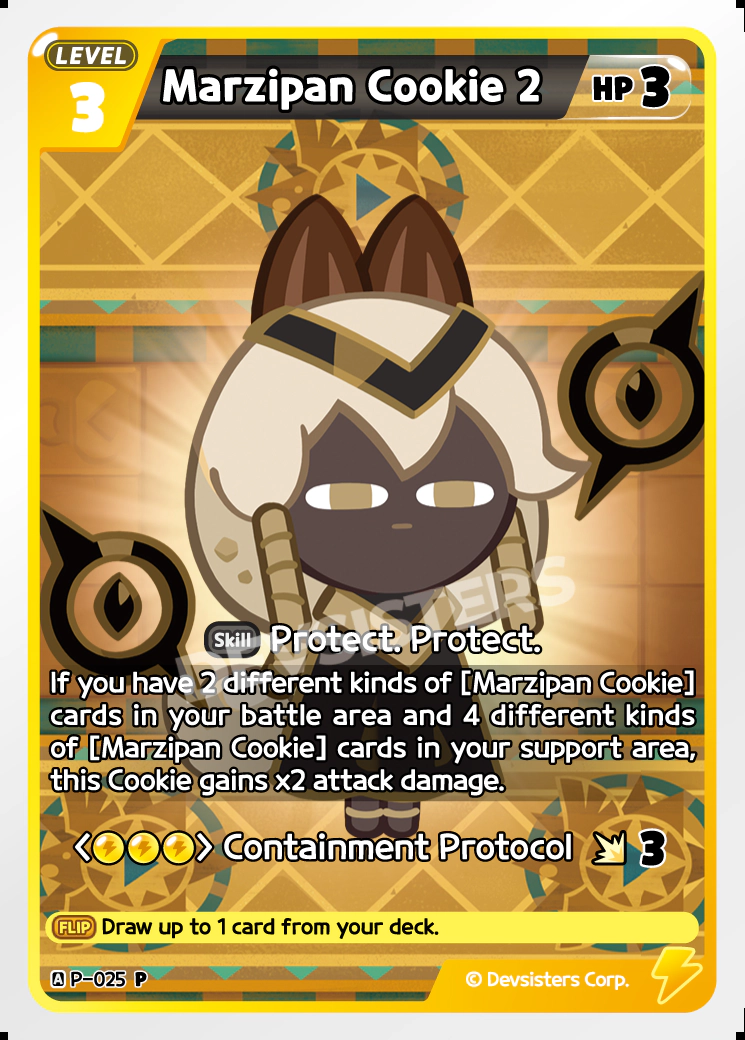 LEVEL
3
Marzipan Cookie 2
HP 3
Skill Protect. Protect.
If you have 2 different kinds of [Marzipan Cookie]
cards in your battle area and 4 different kinds
of [Marzipan Cookie] cards in your support area,
this Cookie gains x2 attack damage.
Containment Protocol 3
FLIP Draw up to 1 card from your deck.
A P-025 P
© Devsisters Corp.
DEVSISTERS